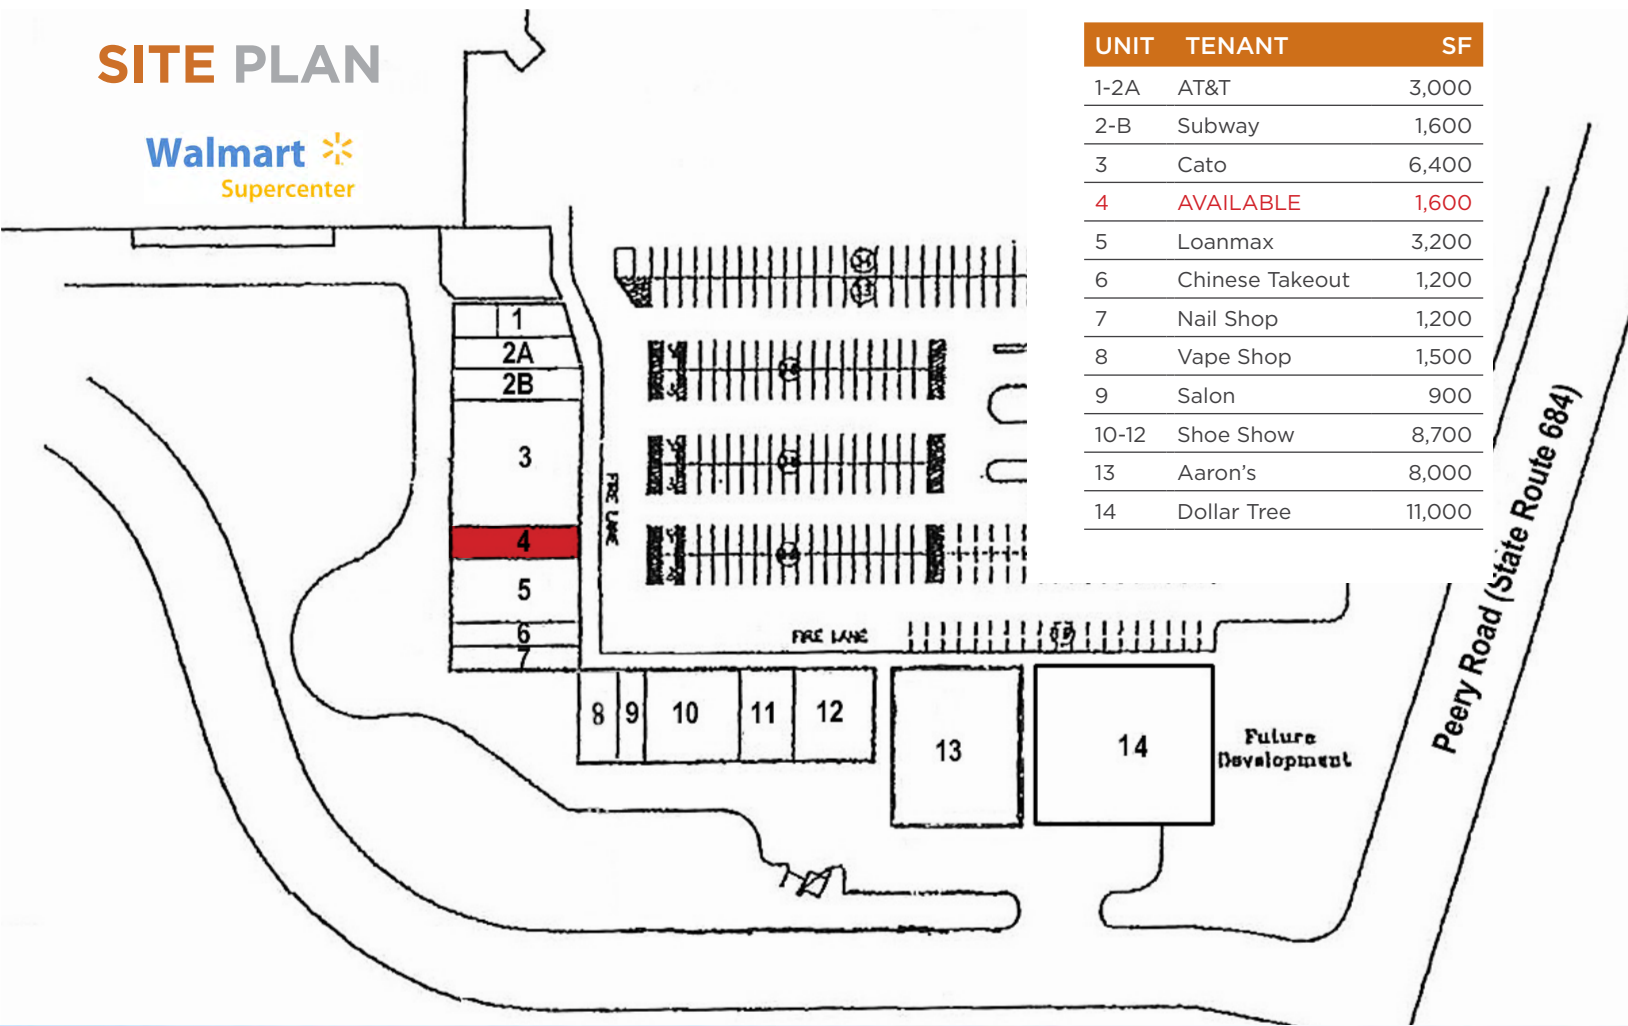 SITE PLAN
Walmart
Supercenter
UNIT TENANT SF
1-2A AT&T 3,000
2-B Subway 1,600
3 Cato 6,400
4 AVAILABLE 1,600
5 Loanmax 3,200
6 Chinese Takeout 1,200
7 Nail Shop 1,200
8 Vape Shop 1,500
9 Salon 900
10-12 Shoe Show 8,700
13 Aaron's 8,000
14 Dollar Tree 11,000
1
2A
2B
3
4
5
6
7
FIRE LANE
FIRE LANE
8 9 10 11 12
13
14
Future
Development
Peery Road (State Route 684)